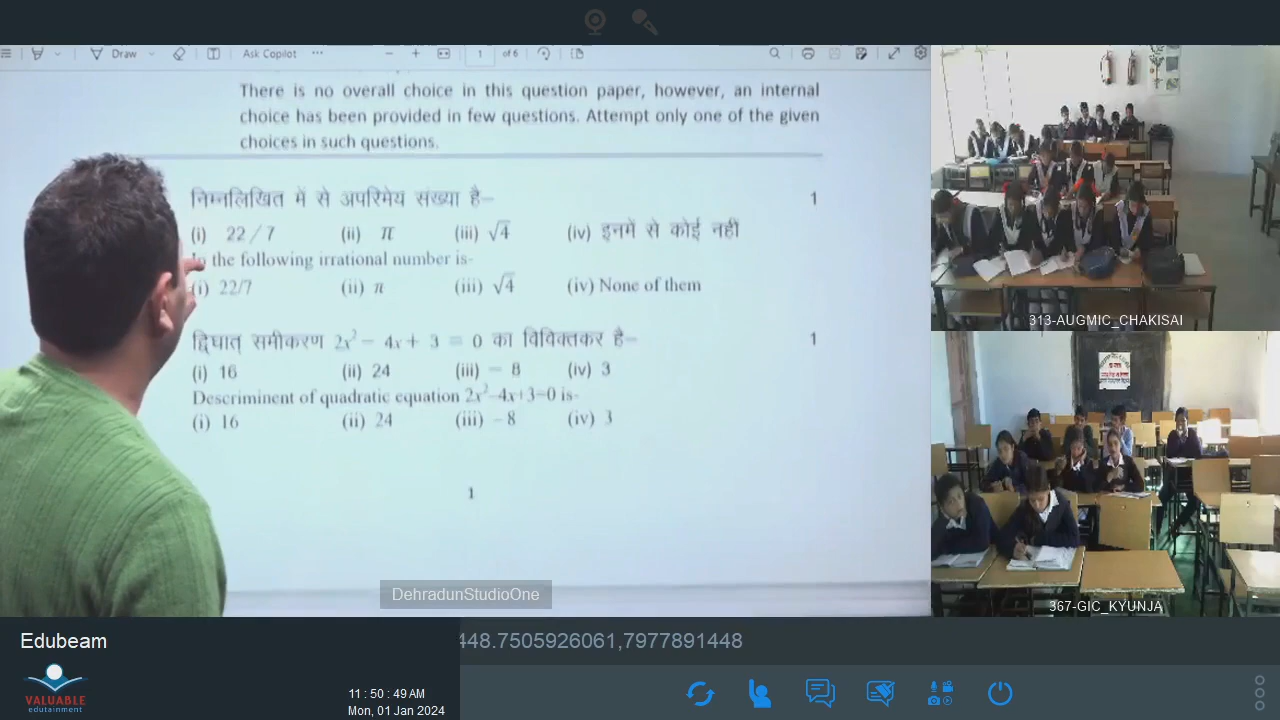 Draw
Ask Copilot
1
of 6
There is no overall choice in this question paper, however, an internal
choice has been provided in few questions. Attempt only one of the given
choices in such questions.
निम्नलिखित में से अपरिमेय संख्या है–
1
(i) 22 / 7 (ii) π (iii) √4 (iv) इनमें से कोई नहीं
the following irrational number is-
(i) 22/7 (ii) π (iii) √4 (iv) None of them
द्विघात् समीकरण 2x² – 4x + 3 = 0 का विविक्तकर है–
1
(i) 16 (ii) 24 (iii) – 8 (iv) 3
Descriminent of quadratic equation 2x²–4x+3=0 is-
(i) 16 (ii) 24 (iii) – 8 (iv) 3
1
DehradunStudioOne
313-AUGMIC_CHAKISAI
367-GIC_KYUNJA
Edubeam
448.7505926061,7977891448
VALUABLE
edutainment
11 : 50 : 49 AM
Mon, 01 Jan 2024